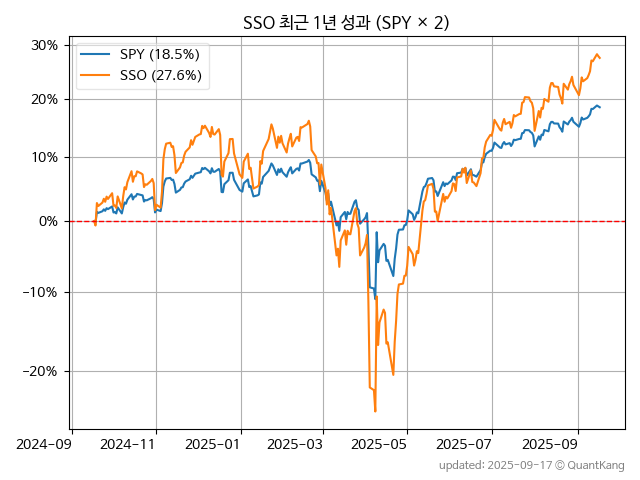 SSO 최근 1년 성과 (SPY × 2)
SPY (18.5%)
SSO (27.6%)
30%
20%
10%
0%
−10%
−20%
2024−09 2024−11 2025−01 2025−03 2025−05 2025−07 2025−09
updated: 2025-09-17 © QuantKang